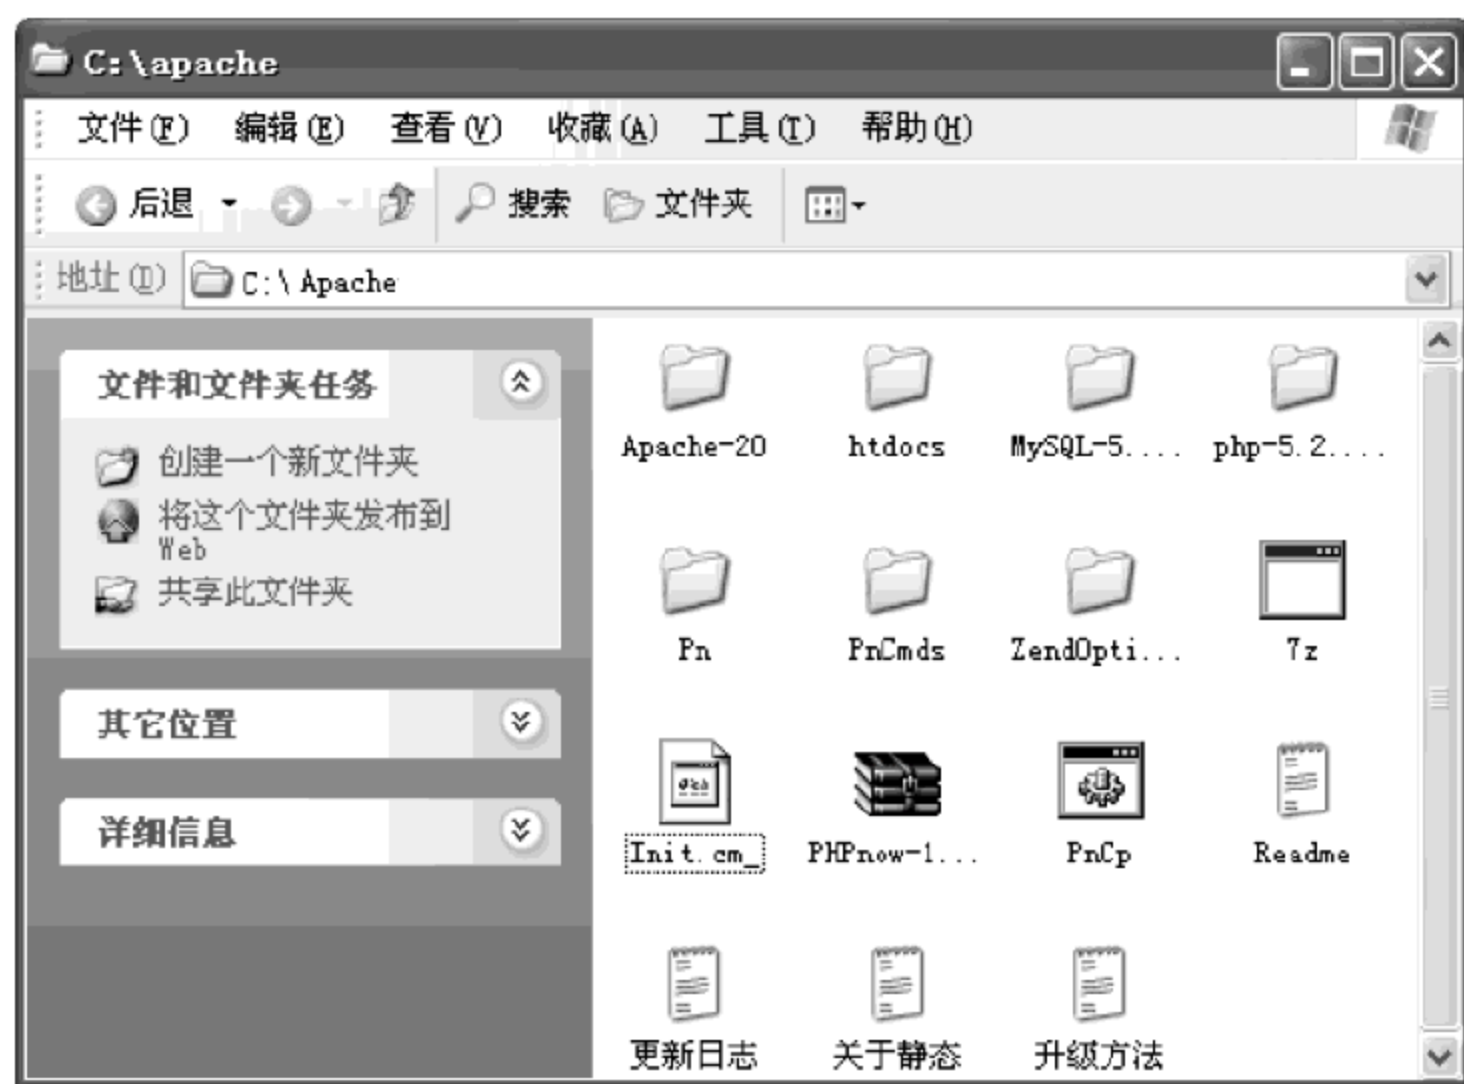 C:\apache
文件(F) 编辑(E) 查看(V) 收藏(A) 工具(T) 帮助(H)
后退 搜索 文件夹
地址(D) C:\ Apache
文件和文件夹任务
创建一个新文件夹
将这个文件夹发布到
Web
共享此文件夹
其它位置
详细信息
Apache-20 htdocs MySQL-5.... php-5.2....
Pn PnCmds ZendOpti... 7z
Init.cm_ PHPnow-1... PnCp Readme
更新日志 关于静态 升级方法